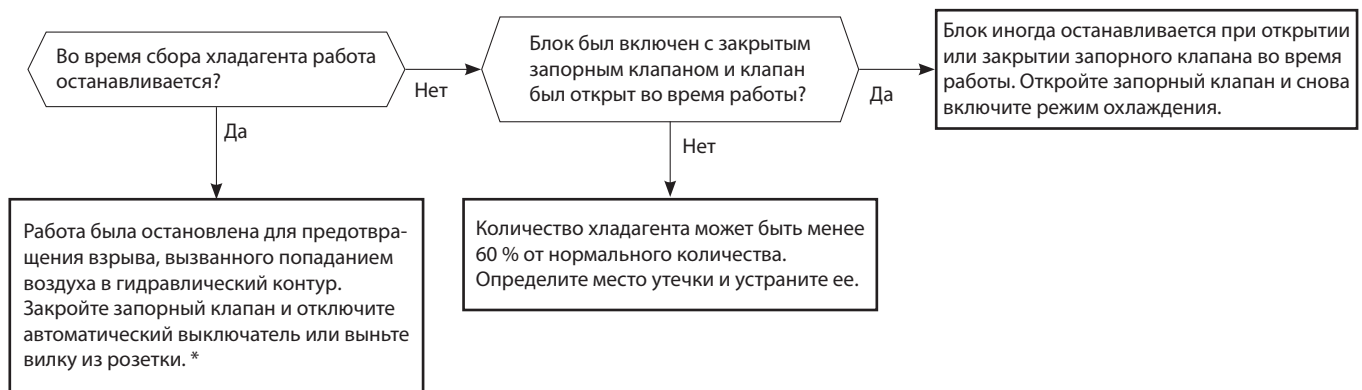 Во время сбора хладагента работа
останавливается?
Нет
Да
Блок был включен с закрытым
запорным клапаном и клапан
был открыт во время работы?
Да
Нет
Блок иногда останавливается при открытии
или закрытии запорного клапана во время
работы. Откройте запорный клапан и снова
включите режим охлаждения.
Работа была остановлена для предотвра-
щения взрыва, вызванного попаданием
воздуха в гидравлический контур.
Закройте запорный клапан и отключите
автоматический выключатель или выньте
вилку из розетки. *
Количество хладагента может быть менее
60 % от нормального количества.
Определите место утечки и устраните ее.